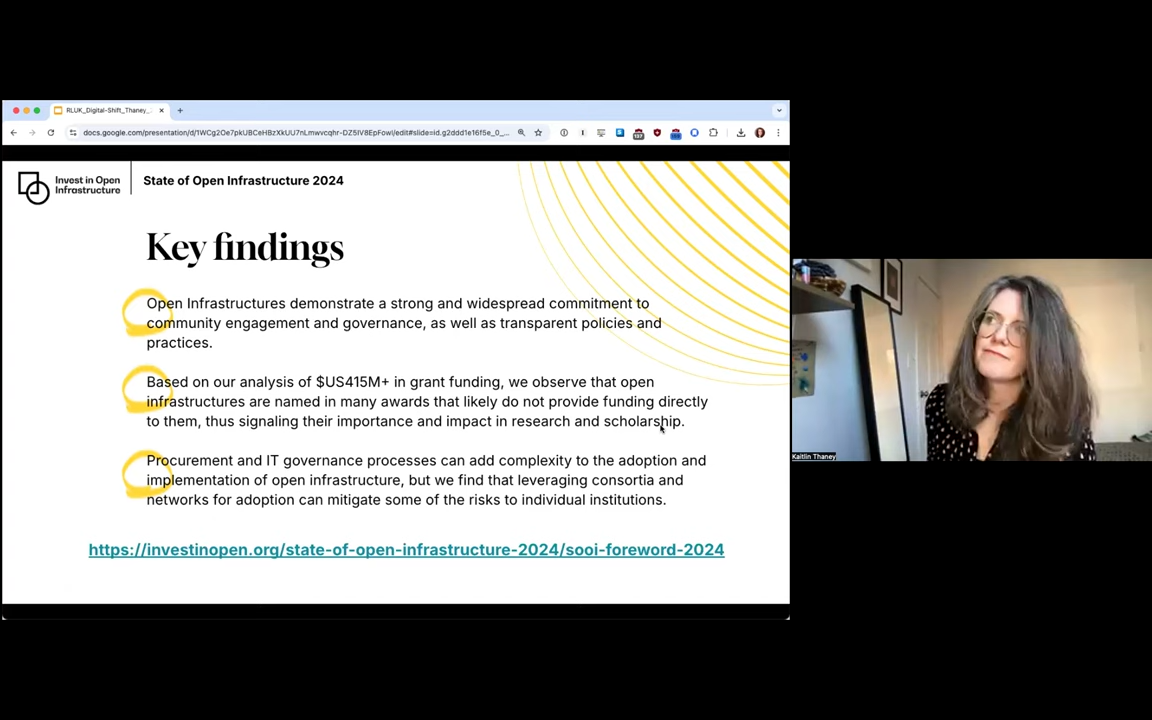 RLUK_Digital-Shift_Thaney_
Invest in Open
Infrastructure
State of Open Infrastructure 2024
Key findings
Open Infrastructures demonstrate a strong and widespread commitment to
community engagement and governance, as well as transparent policies and
practices.
Based on our analysis of $US415M+ in grant funding, we observe that open
infrastructures are named in many awards that likely do not provide funding directly
to them, thus signaling their importance and impact in research and scholarship.
Procurement and IT governance processes can add complexity to the adoption and
implementation of open infrastructure, but we find that leveraging consortia and
networks for adoption can mitigate some of the risks to individual institutions.
https://investinopen.org/state-of-open-infrastructure-2024/sooi-foreword-2024
Kaitlin Thaney